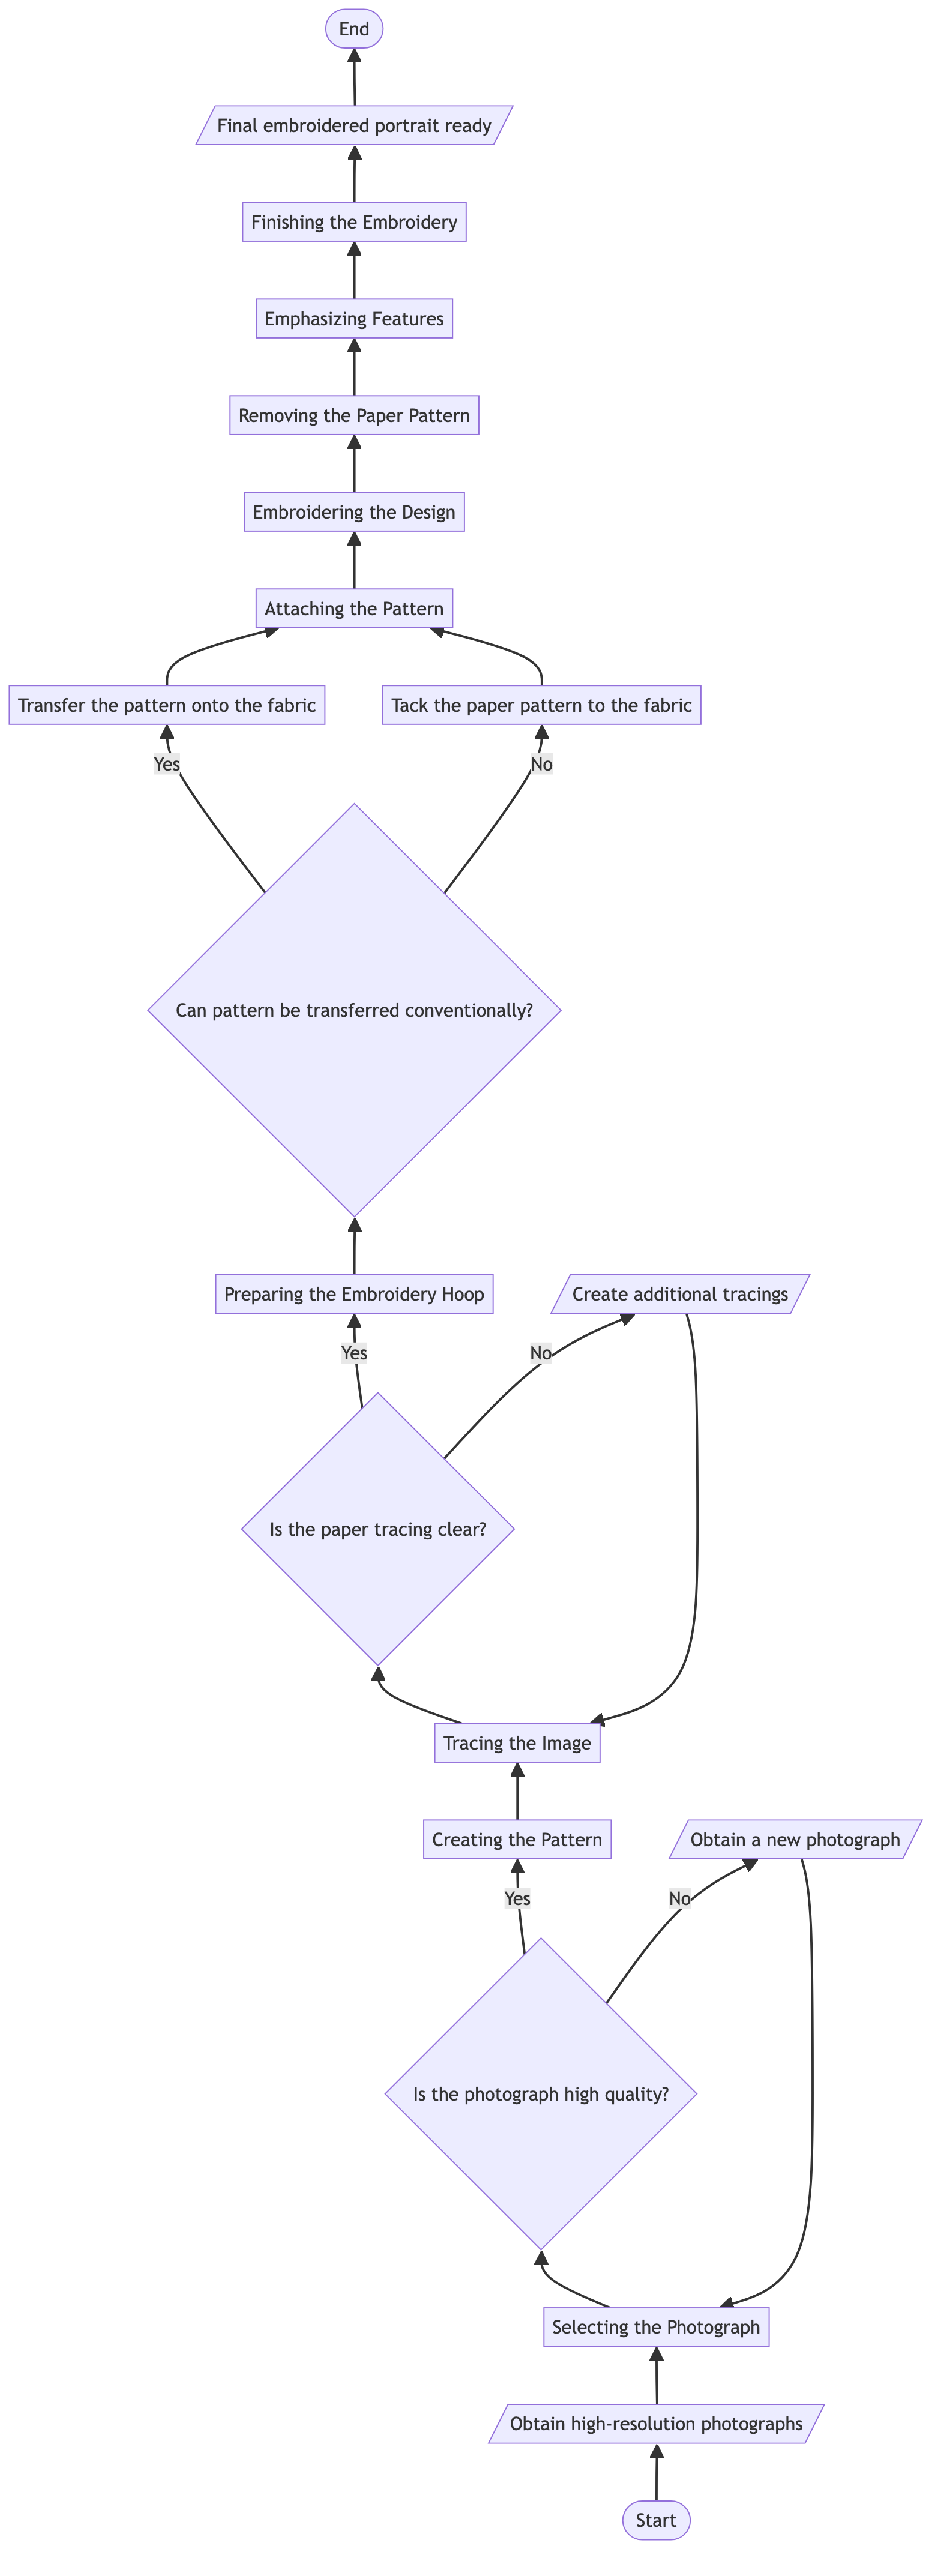 End
Final embroidered portrait ready
Finishing the Embroidery
Emphasizing Features
Removing the Paper Pattern
Embroidering the Design
Attaching the Pattern
Transfer the pattern onto the fabric
Tack the paper pattern to the fabric
Yes
No
Can pattern be transferred conventionally?
Preparing the Embroidery Hoop
Create additional tracings
Yes
No
Is the paper tracing clear?
Tracing the Image
Creating the Pattern
Obtain a new photograph
Yes
No
Is the photograph high quality?
Selecting the Photograph
Obtain high-resolution photographs
Start